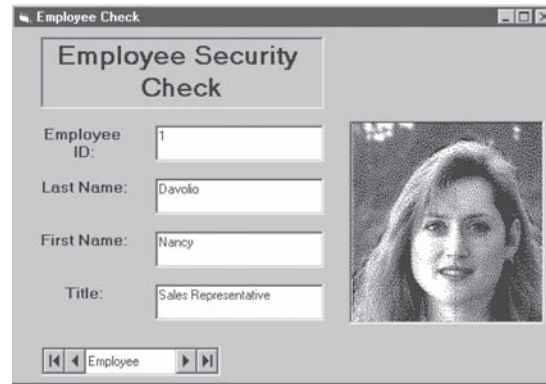 Employee Check
Employee Security
Check
Employee
ID:
1
Last Name:
Davolio
First Name:
Nancy
Title:
Sales Representative
Employee